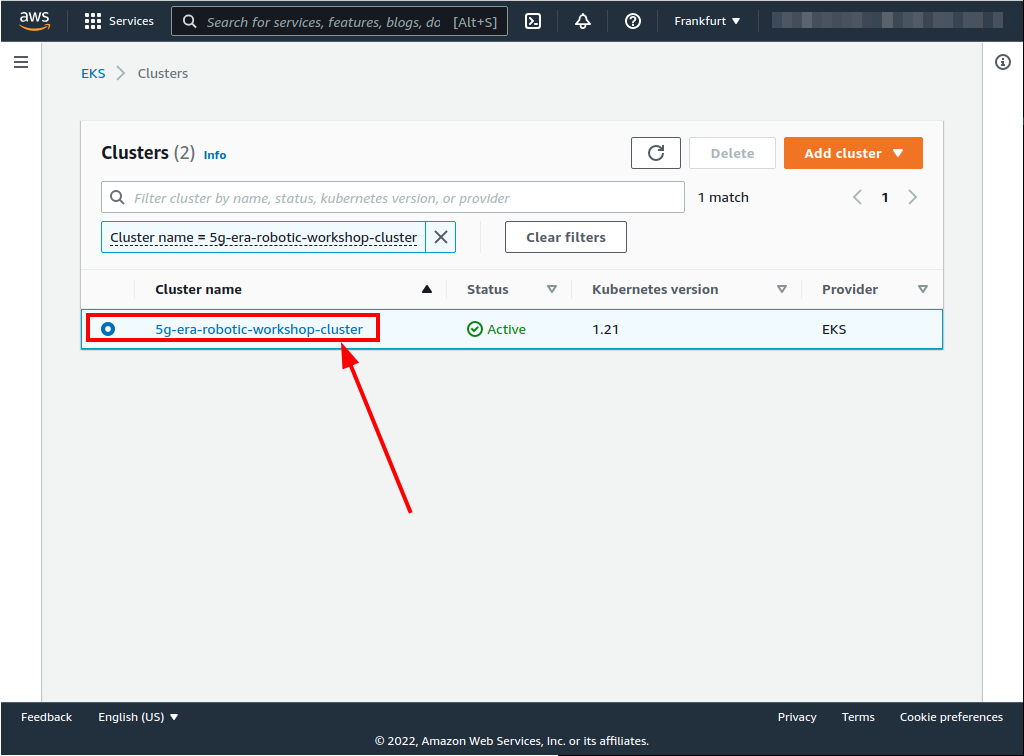 aws Services Search for services, features, blogs, do [Alt+S] Frankfurt
EKS Clusters
Clusters (2) Info Delete Add cluster
Filter cluster by name, status, kubernetes version, or provider 1 match 1
Cluster name = 5g-era-robotic-workshop-cluster Clear filters
Cluster name Status Kubernetes version Provider
5g-era-robotic-workshop-cluster Active 1.21 EKS
Feedback English (US) Privacy Terms Cookie preferences
© 2022, Amazon Web Services, Inc. or its affiliates.